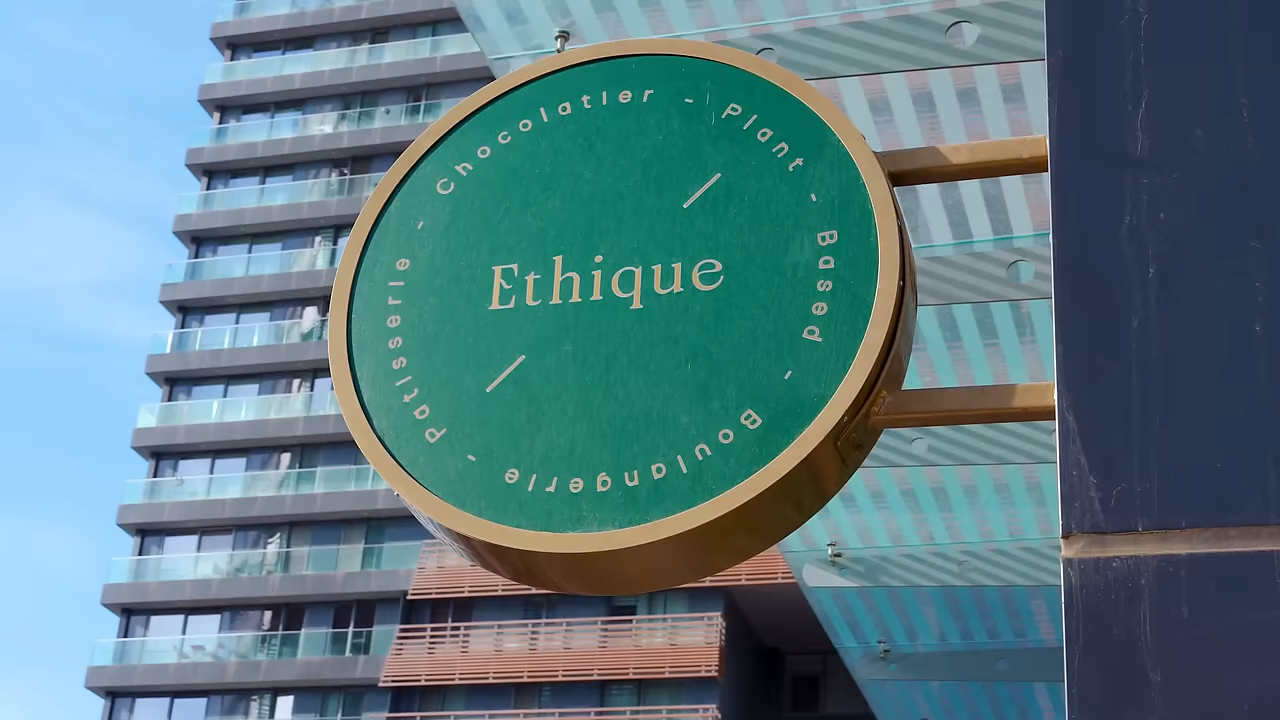 Chocolatier - Plant - Based - Boulangerie - Patisserie -
Ethique